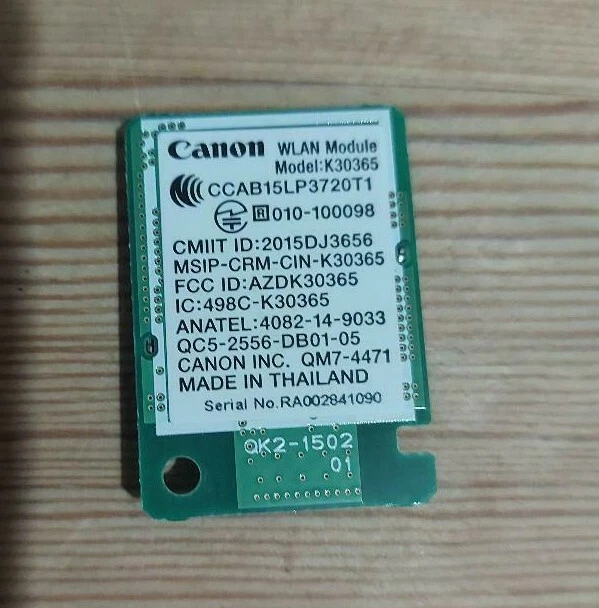 Canon WLAN Module
Model:K30365
CCAB15LP3720T1
R 010-100098
CMIIT ID:2015DJ3656
MSIP-CRM-CIN-K30365
FCC ID:AZDK30365
IC:498C-K30365
ANATEL:4082-14-9033
QC5-2556-DB01-05
CANON INC. QM7-4471
MADE IN THAILAND
Serial No.RA002841090
QK2-1502
01